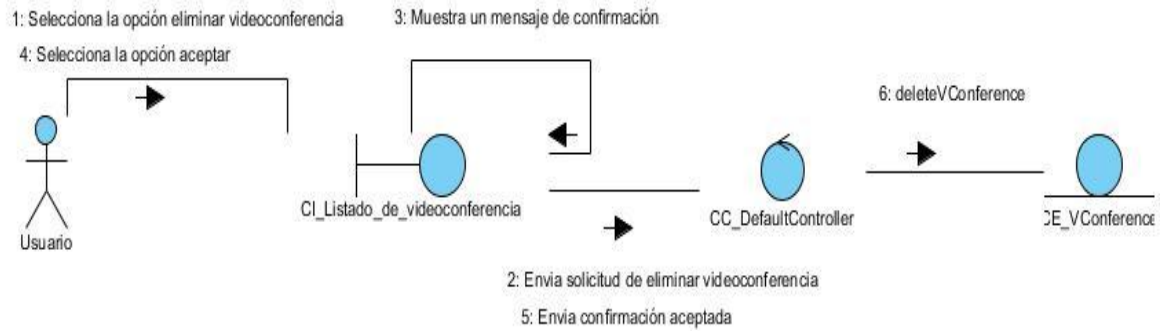 1: Selecciona la opción eliminar videoconferencia
3: Muestra un mensaje de confirmación
4: Selecciona la opción aceptar
6: deleteVConference
CI_Listado_de_videoconferencia
CC_DefaultController
CE_VConference
Usuario
2: Envia solicitud de eliminar videoconferencia
5: Envia confirmación aceptada